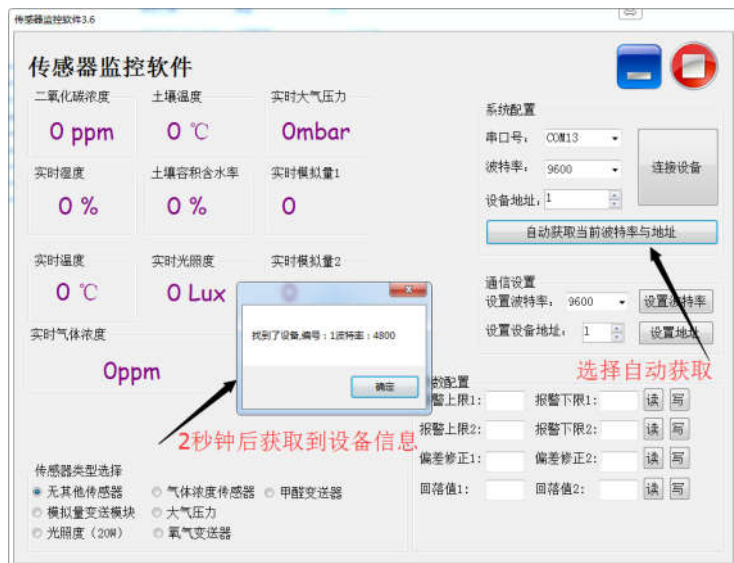 传感器监控软件3.6
传感器监控软件
二氧化碳浓度 土壤温度 实时大气压力
0 ppm 0 ℃ 0mbar
实时湿度 土壤容积含水率 实时模拟量1
0 % 0 % 0
实时温度 实时光照度 实时模拟量2
0 ℃ 0 Lux 0
实时气体浓度
0ppm
系统配置
串口号: COM13
波特率: 9600
设备地址: 1
连接设备
自动获取当前波特率与地址
通信设置
设置波特率: 9600 设置波特率
设置设备地址: 1 设置地址
选择自动获取
找到了设备,编号：1波特率：4800
确定
2秒钟后获取到设备信息
数配置
报警上限1: 报警下限1: 读 写
报警上限2: 报警下限2: 读 写
偏差修正1: 偏差修正2: 读 写
回落值1: 回落值2: 读 写
传感器类型选择
无其他传感器 气体浓度传感器 甲醛变送器
模拟量变送模块 大气压力
光照度（20W） 氧气变送器